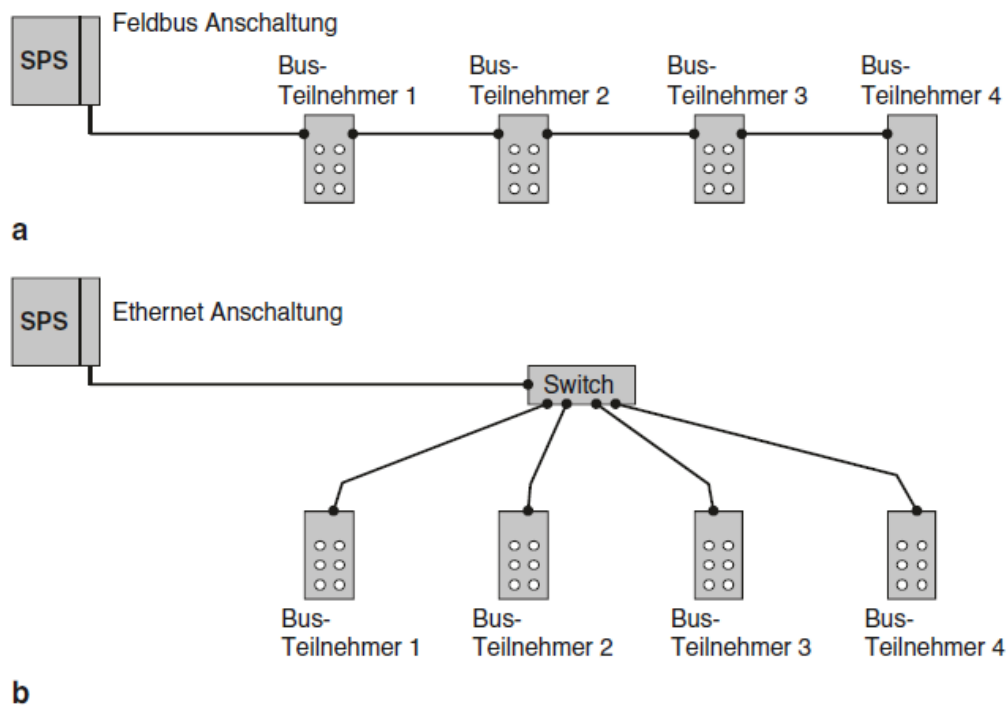 Feldbus Anschaltung
SPS
Bus-
Teilnehmer 1
Bus-
Teilnehmer 2
Bus-
Teilnehmer 3
Bus-
Teilnehmer 4
a
SPS
Ethernet Anschaltung
Switch
Bus-
Teilnehmer 1
Bus-
Teilnehmer 2
Bus-
Teilnehmer 3
Bus-
Teilnehmer 4
b